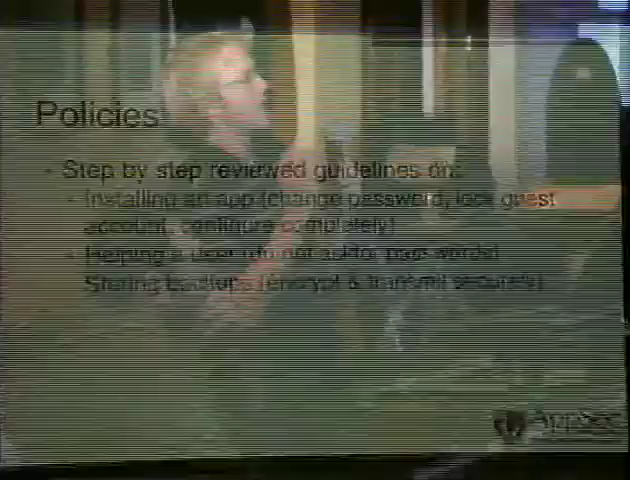 Policies
- Step by step reviewed guidelines on:
- Installing an app (change password, lock guest
account, configure completely)
- Helping a user (do not ask for passwords)
Storing backups (encrypt & transmit securely)
AppSec